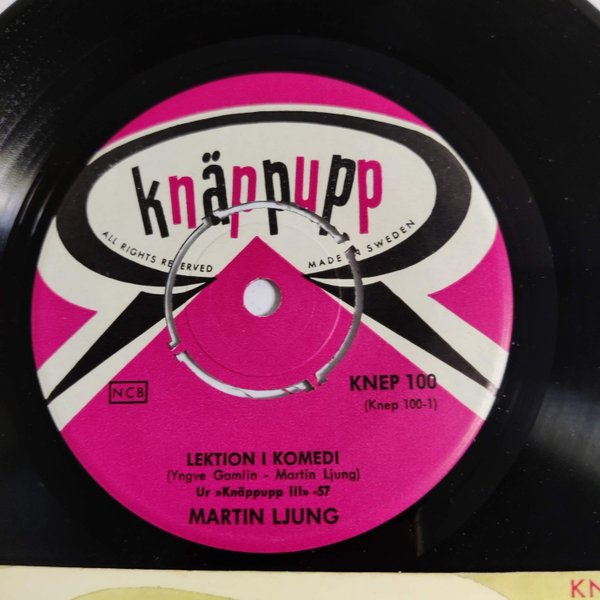 knäppupp
ALL RIGHTS RESERVED
MADE IN SWEDEN
KNEP 100
(Knep 100-1)
NCB
LEKTION I KOMEDI
(Yngve Gamlin - Martin Ljung)
Ur »Knäppupp III» -57
MARTIN LJUNG
KN